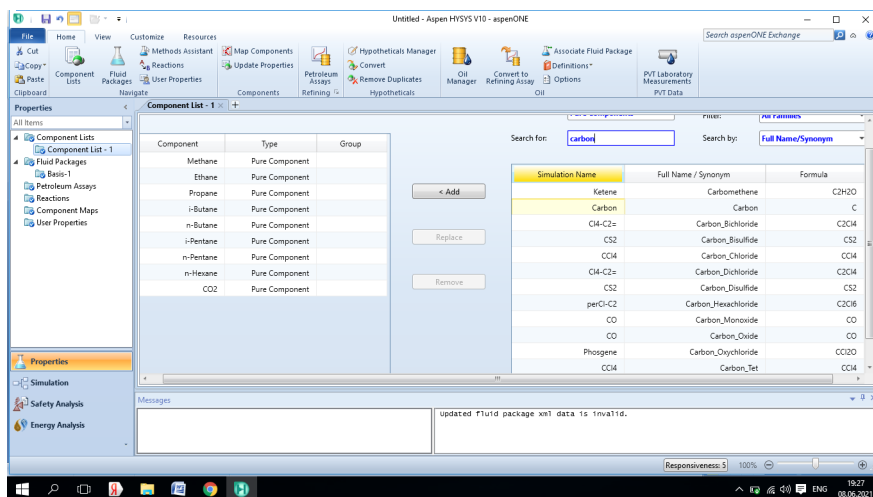 Untitled - Aspen HYSYS V10 - aspenONE
File Home View Customize Resources
Search aspenONE Exchange
Cut
Copy
Paste
Clipboard
Component Lists
Fluid Packages
Methods Assistant
Reactions
User Properties
Navigate
Map Components
Update Properties
Components
Petroleum Assays
Refining
Hypotheticals Manager
Convert
Remove Duplicates
Hypotheticals
Oil Manager
Convert to Refining Assay
Associate Fluid Package
Definitions
Options
Oil
PVT Laboratory Measurements
PVT Data
Properties
All Items
Component Lists
Component List - 1
Fluid Packages
Basis-1
Petroleum Assays
Reactions
Component Maps
User Properties
Properties
Simulation
Safety Analysis
Energy Analysis
Component List - 1 +
Component Type Group
Methane Pure Component
Ethane Pure Component
Propane Pure Component
i-Butane Pure Component
n-Butane Pure Component
i-Pentane Pure Component
n-Pentane Pure Component
n-Hexane Pure Component
CO2 Pure Component
< Add
Replace
Remove
Pure Components Filter: All Families
Search for: carbon Search by: Full Name/Synonym
Simulation Name Full Name / Synonym Formula
Ketene Carbomethene C2H2O
Carbon Carbon C
Cl4-C2= Carbon_Bichloride C2Cl4
CS2 Carbon_Bisulfide CS2
CCl4 Carbon_Chloride CCl4
Cl4-C2= Carbon_Dichloride C2Cl4
CS2 Carbon_Disulfide CS2
perCl-C2 Carbon_Hexachloride C2Cl6
CO Carbon_Monoxide CO
CO Carbon_Oxide CO
Phosgene Carbon_Oxychloride CCl2O
CCl4 Carbon_Tet CCl4
Messages
Updated fluid package xml data is invalid.
Responsiveness: 5 100%
ENG
19:27
08.06.2021